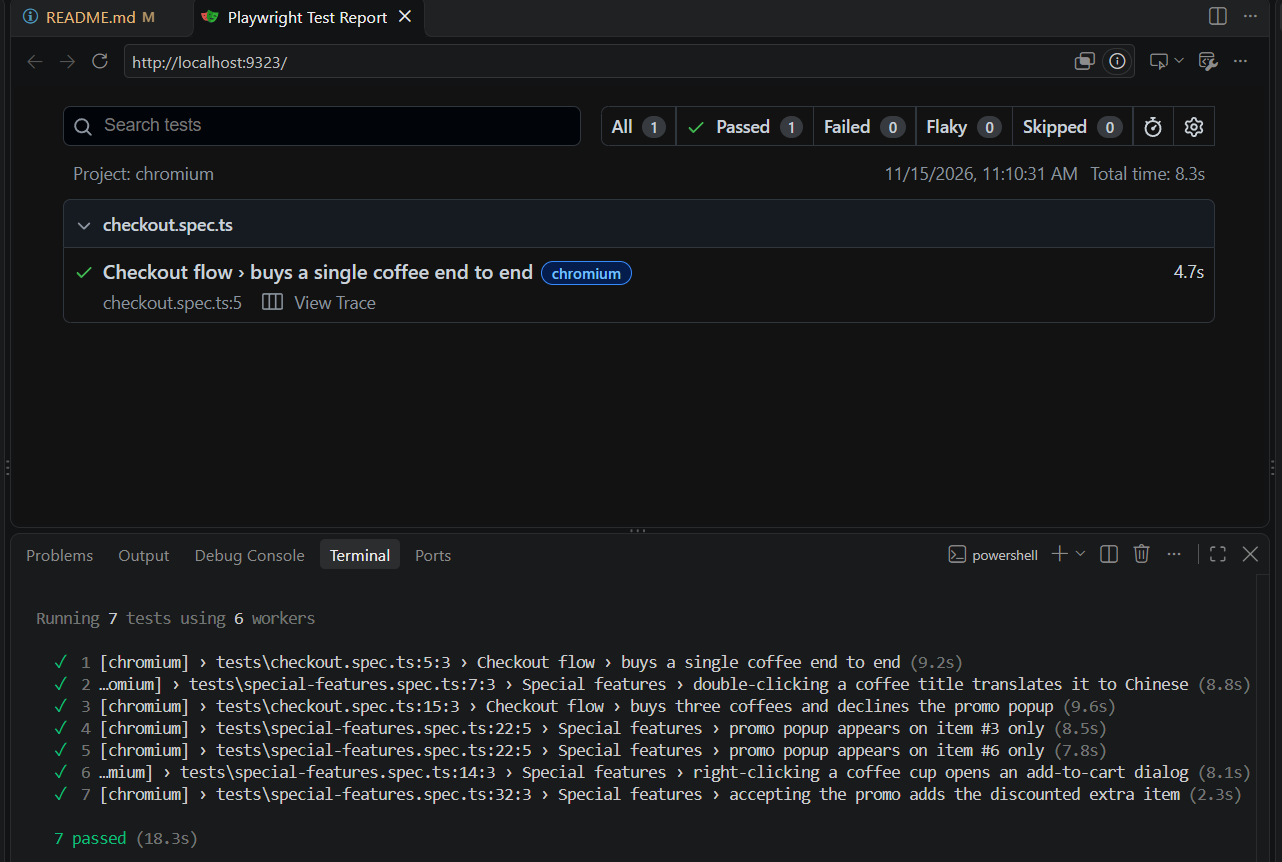 README.md M
Playwright Test Report
http://localhost:9323/
Search tests
All 1 Passed 1 Failed 0 Flaky 0 Skipped 0
Project: chromium
11/15/2026, 11:10:31 AM Total time: 8.3s
checkout.spec.ts
Checkout flow › buys a single coffee end to end chromium 4.7s
checkout.spec.ts:5 View Trace
Problems Output Debug Console Terminal Ports powershell
Running 7 tests using 6 workers
✓ 1 [chromium] › tests\checkout.spec.ts:5:3 › Checkout flow › buys a single coffee end to end (9.2s)
✓ 2 …omium] › tests\special-features.spec.ts:7:3 › Special features › double-clicking a coffee title translates it to Chinese (8.8s)
✓ 3 [chromium] › tests\checkout.spec.ts:15:3 › Checkout flow › buys three coffees and declines the promo popup (9.6s)
✓ 4 [chromium] › tests\special-features.spec.ts:22:5 › Special features › promo popup appears on item #3 only (8.5s)
✓ 5 [chromium] › tests\special-features.spec.ts:22:5 › Special features › promo popup appears on item #6 only (7.8s)
✓ 6 …mium] › tests\special-features.spec.ts:14:3 › Special features › right-clicking a coffee cup opens an add-to-cart dialog (8.1s)
✓ 7 [chromium] › tests\special-features.spec.ts:32:3 › Special features › accepting the promo adds the discounted extra item (2.3s)
7 passed (18.3s)